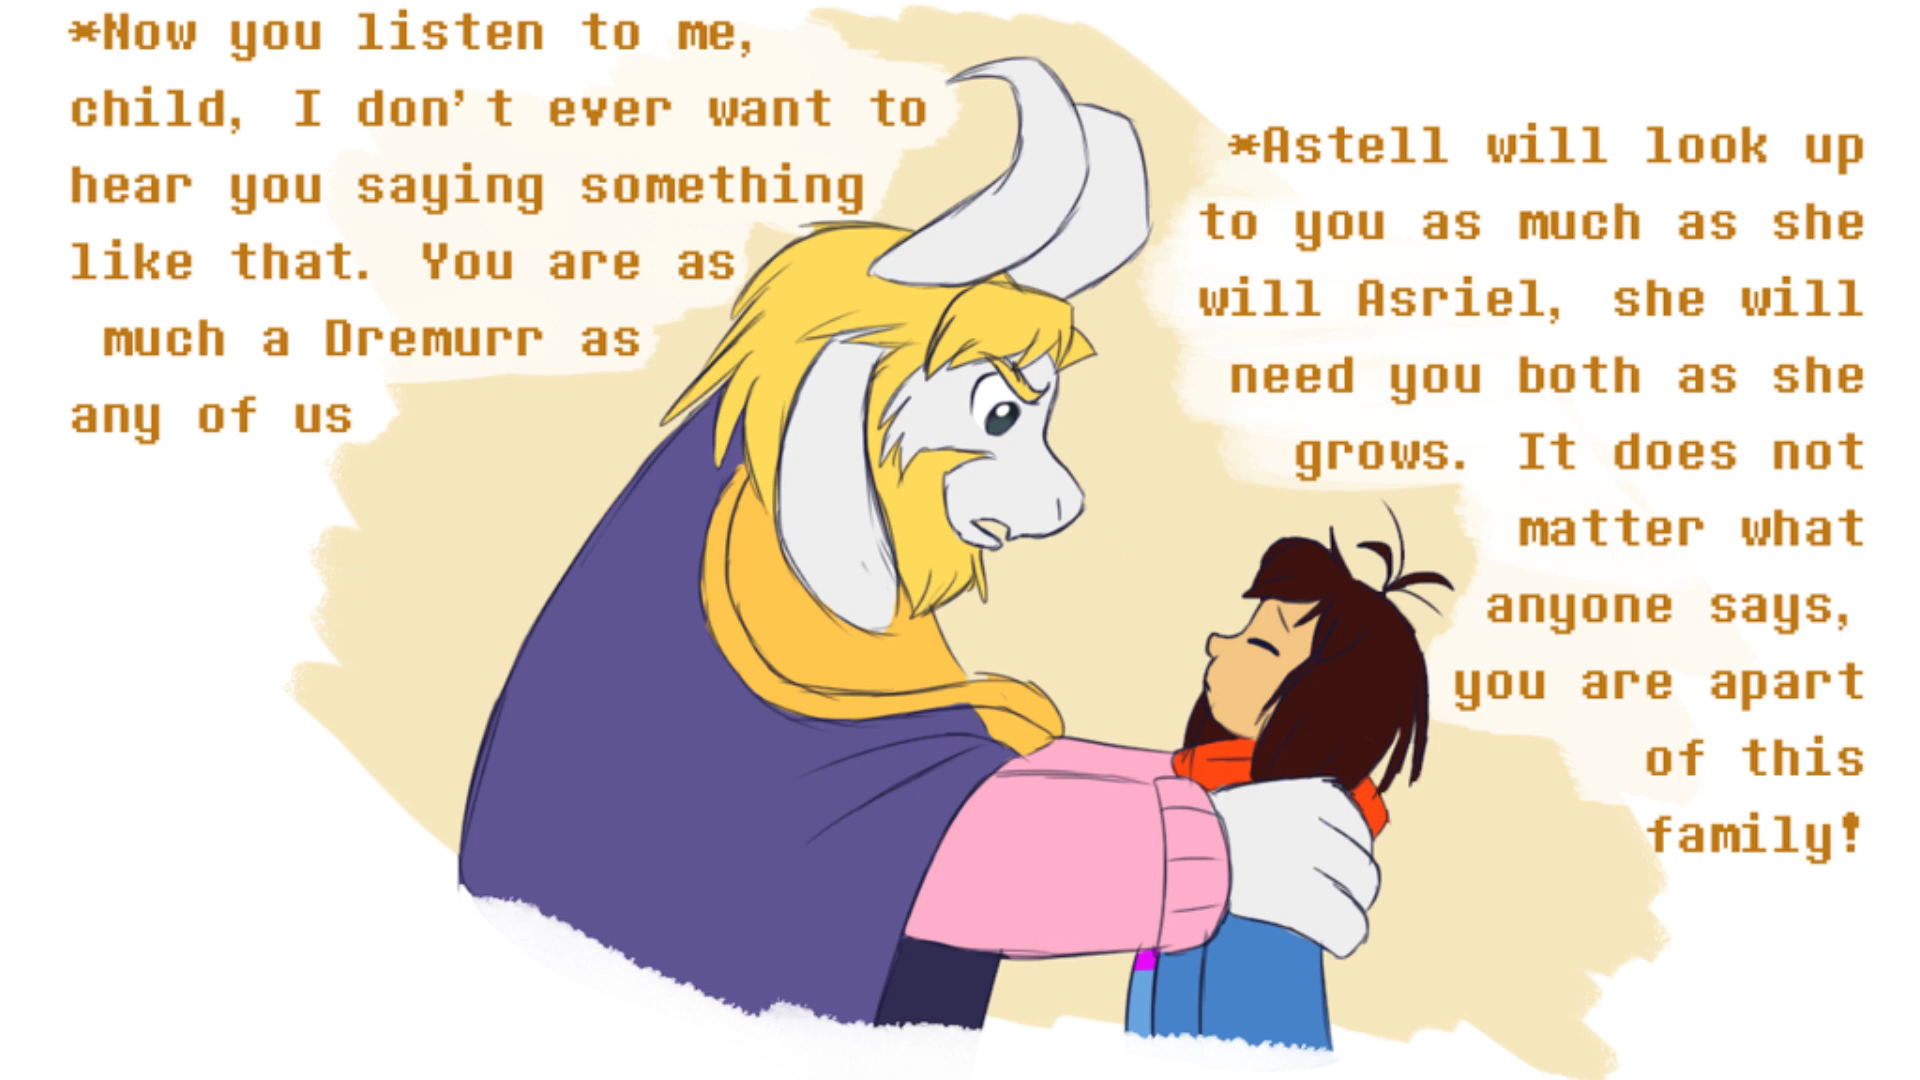 *Now you listen to me,
child, I don't ever want to
hear you saying something
like that. You are as
much a Dremurr as
any of us
*Astell will look up
to you as much as she
will Asriel, she will
need you both as she
grows. It does not
matter what
anyone says,
you are apart
of this
family!